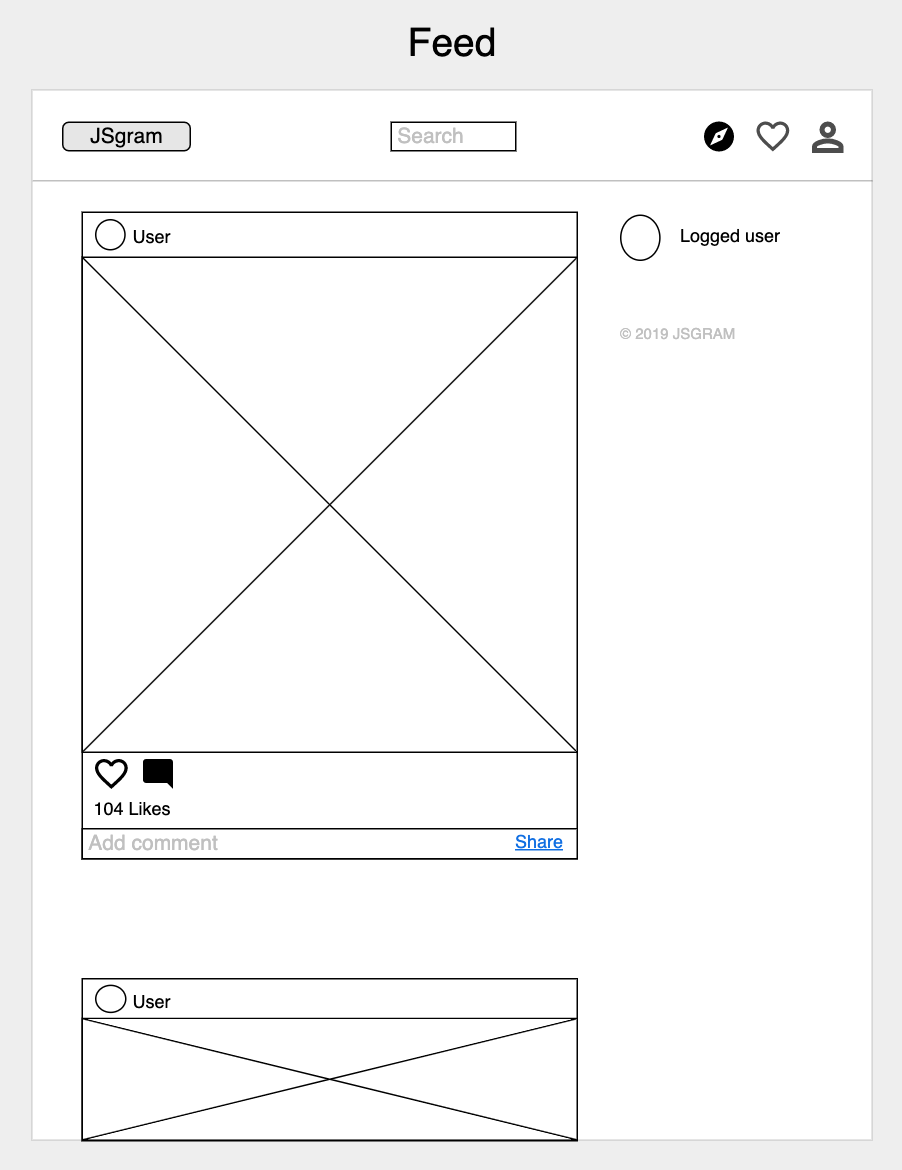 Feed
JSgram
Search
User
Logged user
© 2019 JSGRAM
104 Likes
Add comment
Share
User